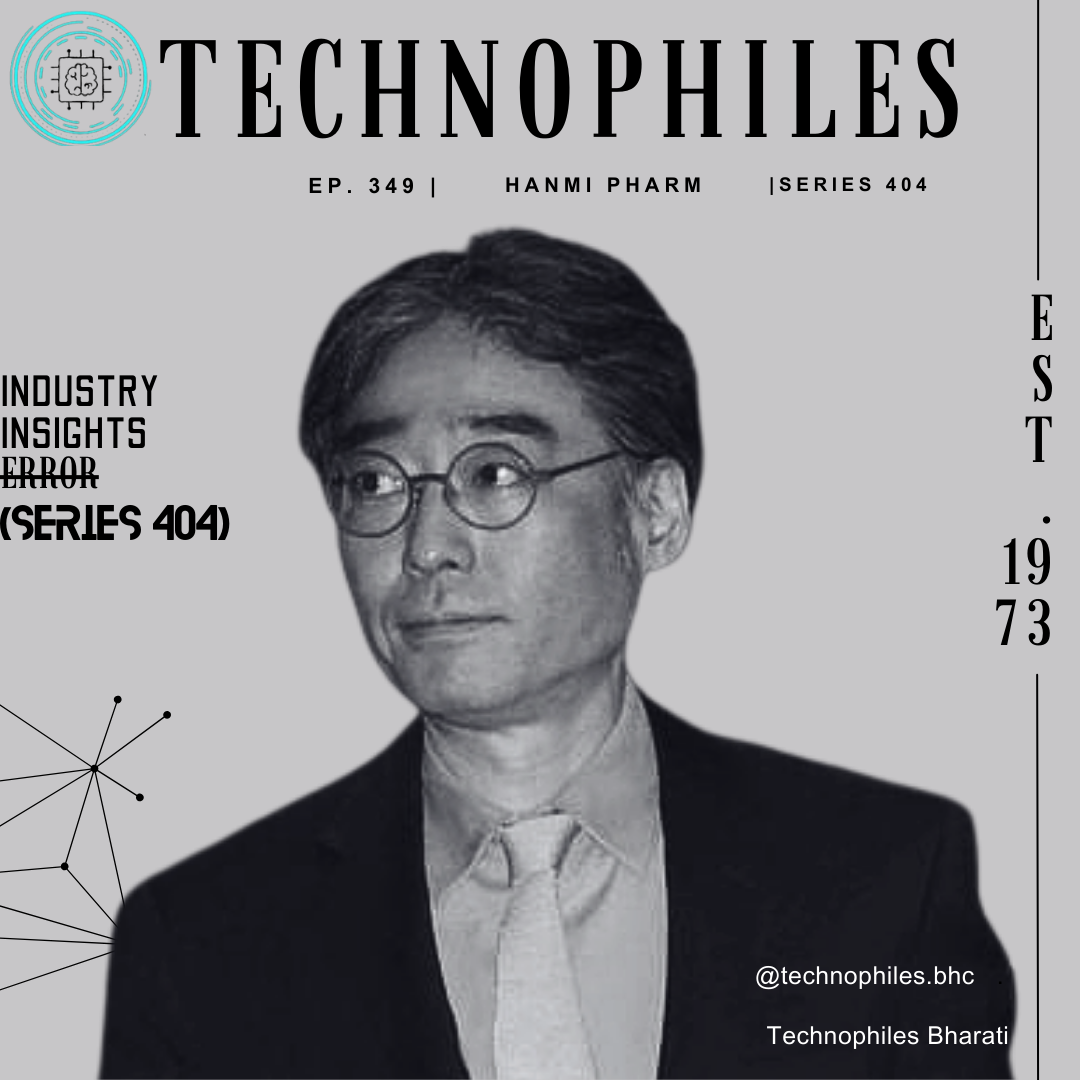 TECHNOPHILES
EP. 349 | HANMI PHARM |SERIES 404
INDUSTRY
INSIGHTS
ERROR
(SERIES 404)
E
S
T
.
19
73
@technophiles.bhc
Technophiles Bharati